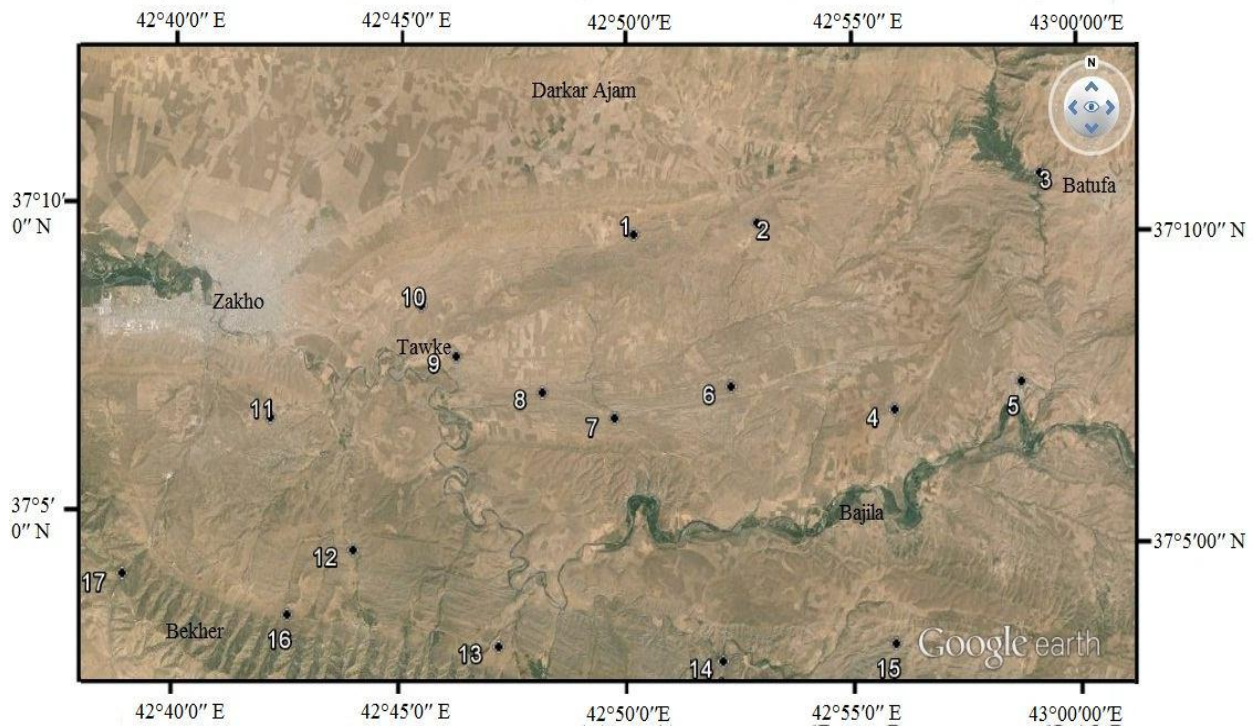 42°40′0′′ E 42°45′0′′ E 42°50′0′′ E 42°55′0′′ E 43°00′00′′E
N
Darkar Ajam
37°10′
0′′ N
3
Batufa
1
2
37°10′0′′ N
10
Zakho
Tawke
9
8
6
11
7
4
5
37°5′
0′′ N
Bajila
37°5′00′′ N
12
17
Bekher
16
13
14
15
Google earth
42°40′0′′ E 42°45′0′′ E 42°50′0′′E 42°55′0′′ E 43°00′0′′ E